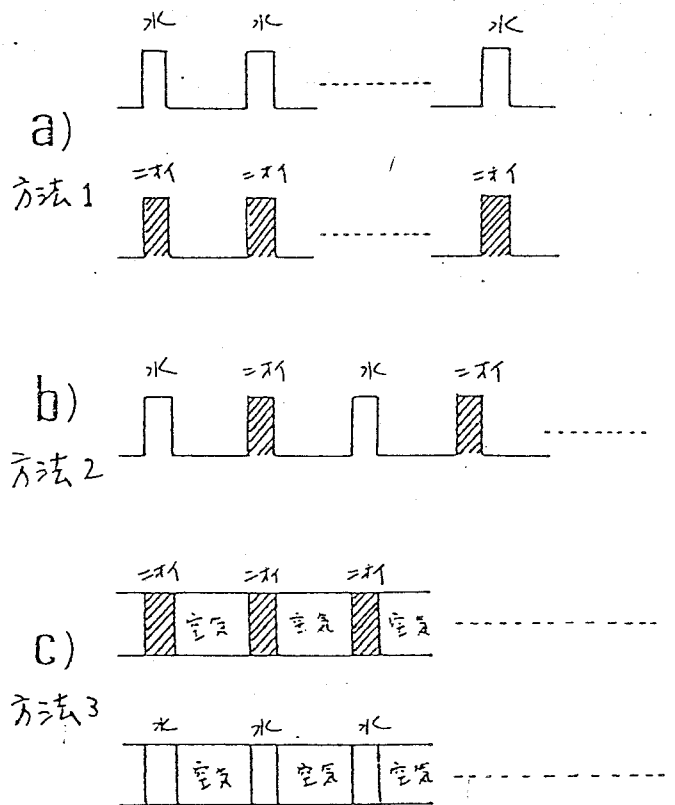 水 水 水
a)
方法1
ニオイ ニオイ ニオイ
水 ニオイ 水 ニオイ
b)
方法2
ニオイ ニオイ ニオイ
空気 空気 空気
c)
方法3
水 水 水
空気 空気 空気